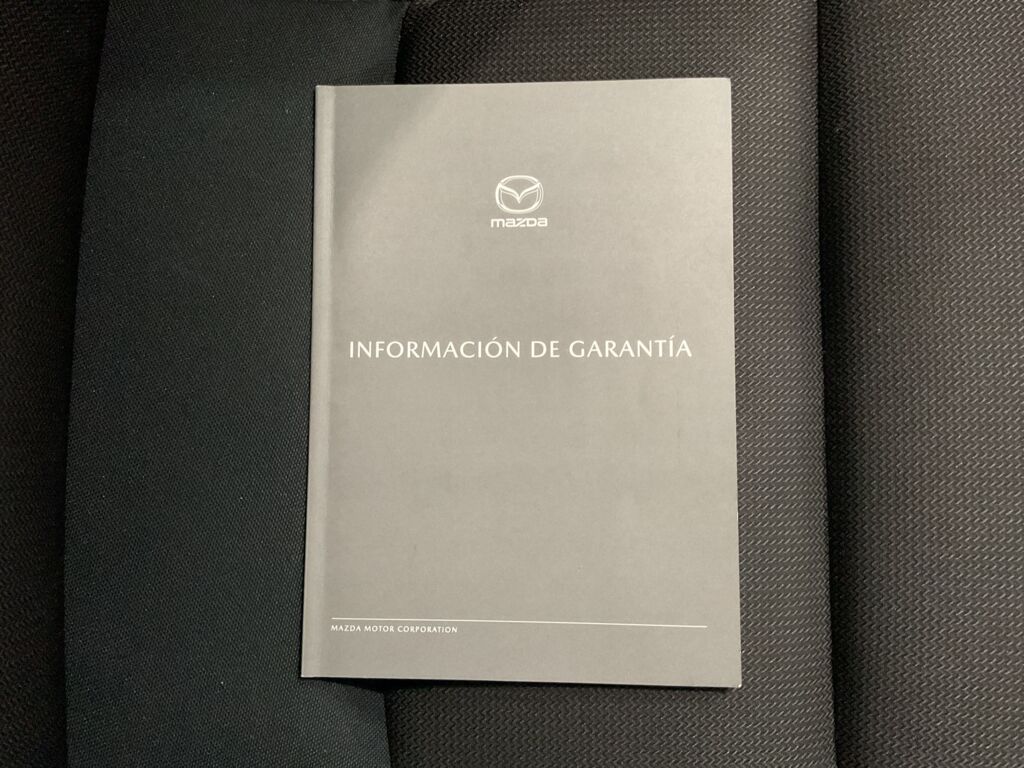 mazda
INFORMACIÓN DE GARANTÍA
MAZDA MOTOR CORPORATION